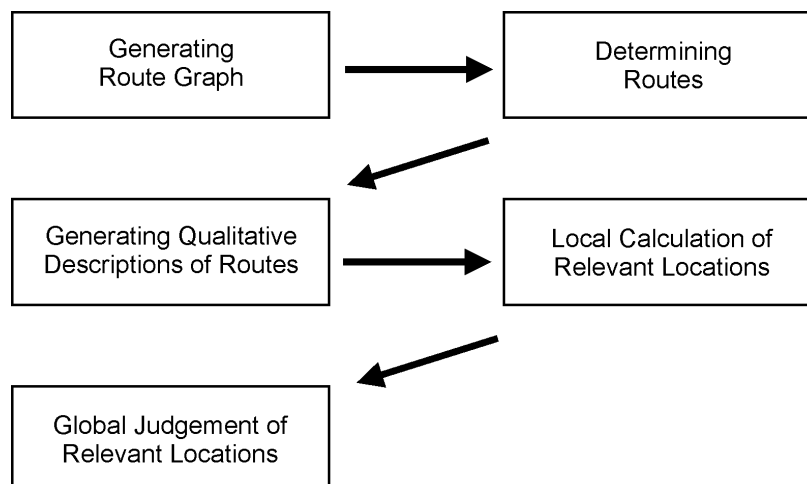 Generating
Route Graph
Determining
Routes
Generating Qualitative
Descriptions of Routes
Local Calculation of
Relevant Locations
Global Judgement of
Relevant Locations